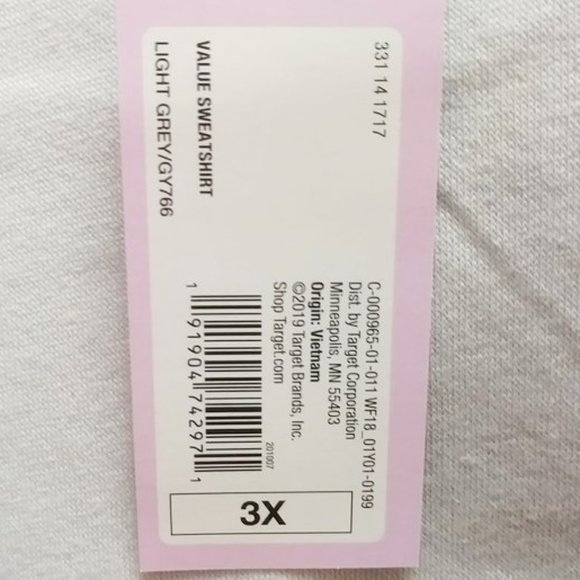 331 14 1717
VALUE SWEATSHIRT
LIGHT GREY/GY766
C-000965-01-011 WF18_01Y01-0199
Dist. by Target Corporation
Minneapolis, MN 55403
Origin: Vietnam
©2019 Target Brands, Inc.
Shop Target.com
201007
1 91904 74297 1
3X